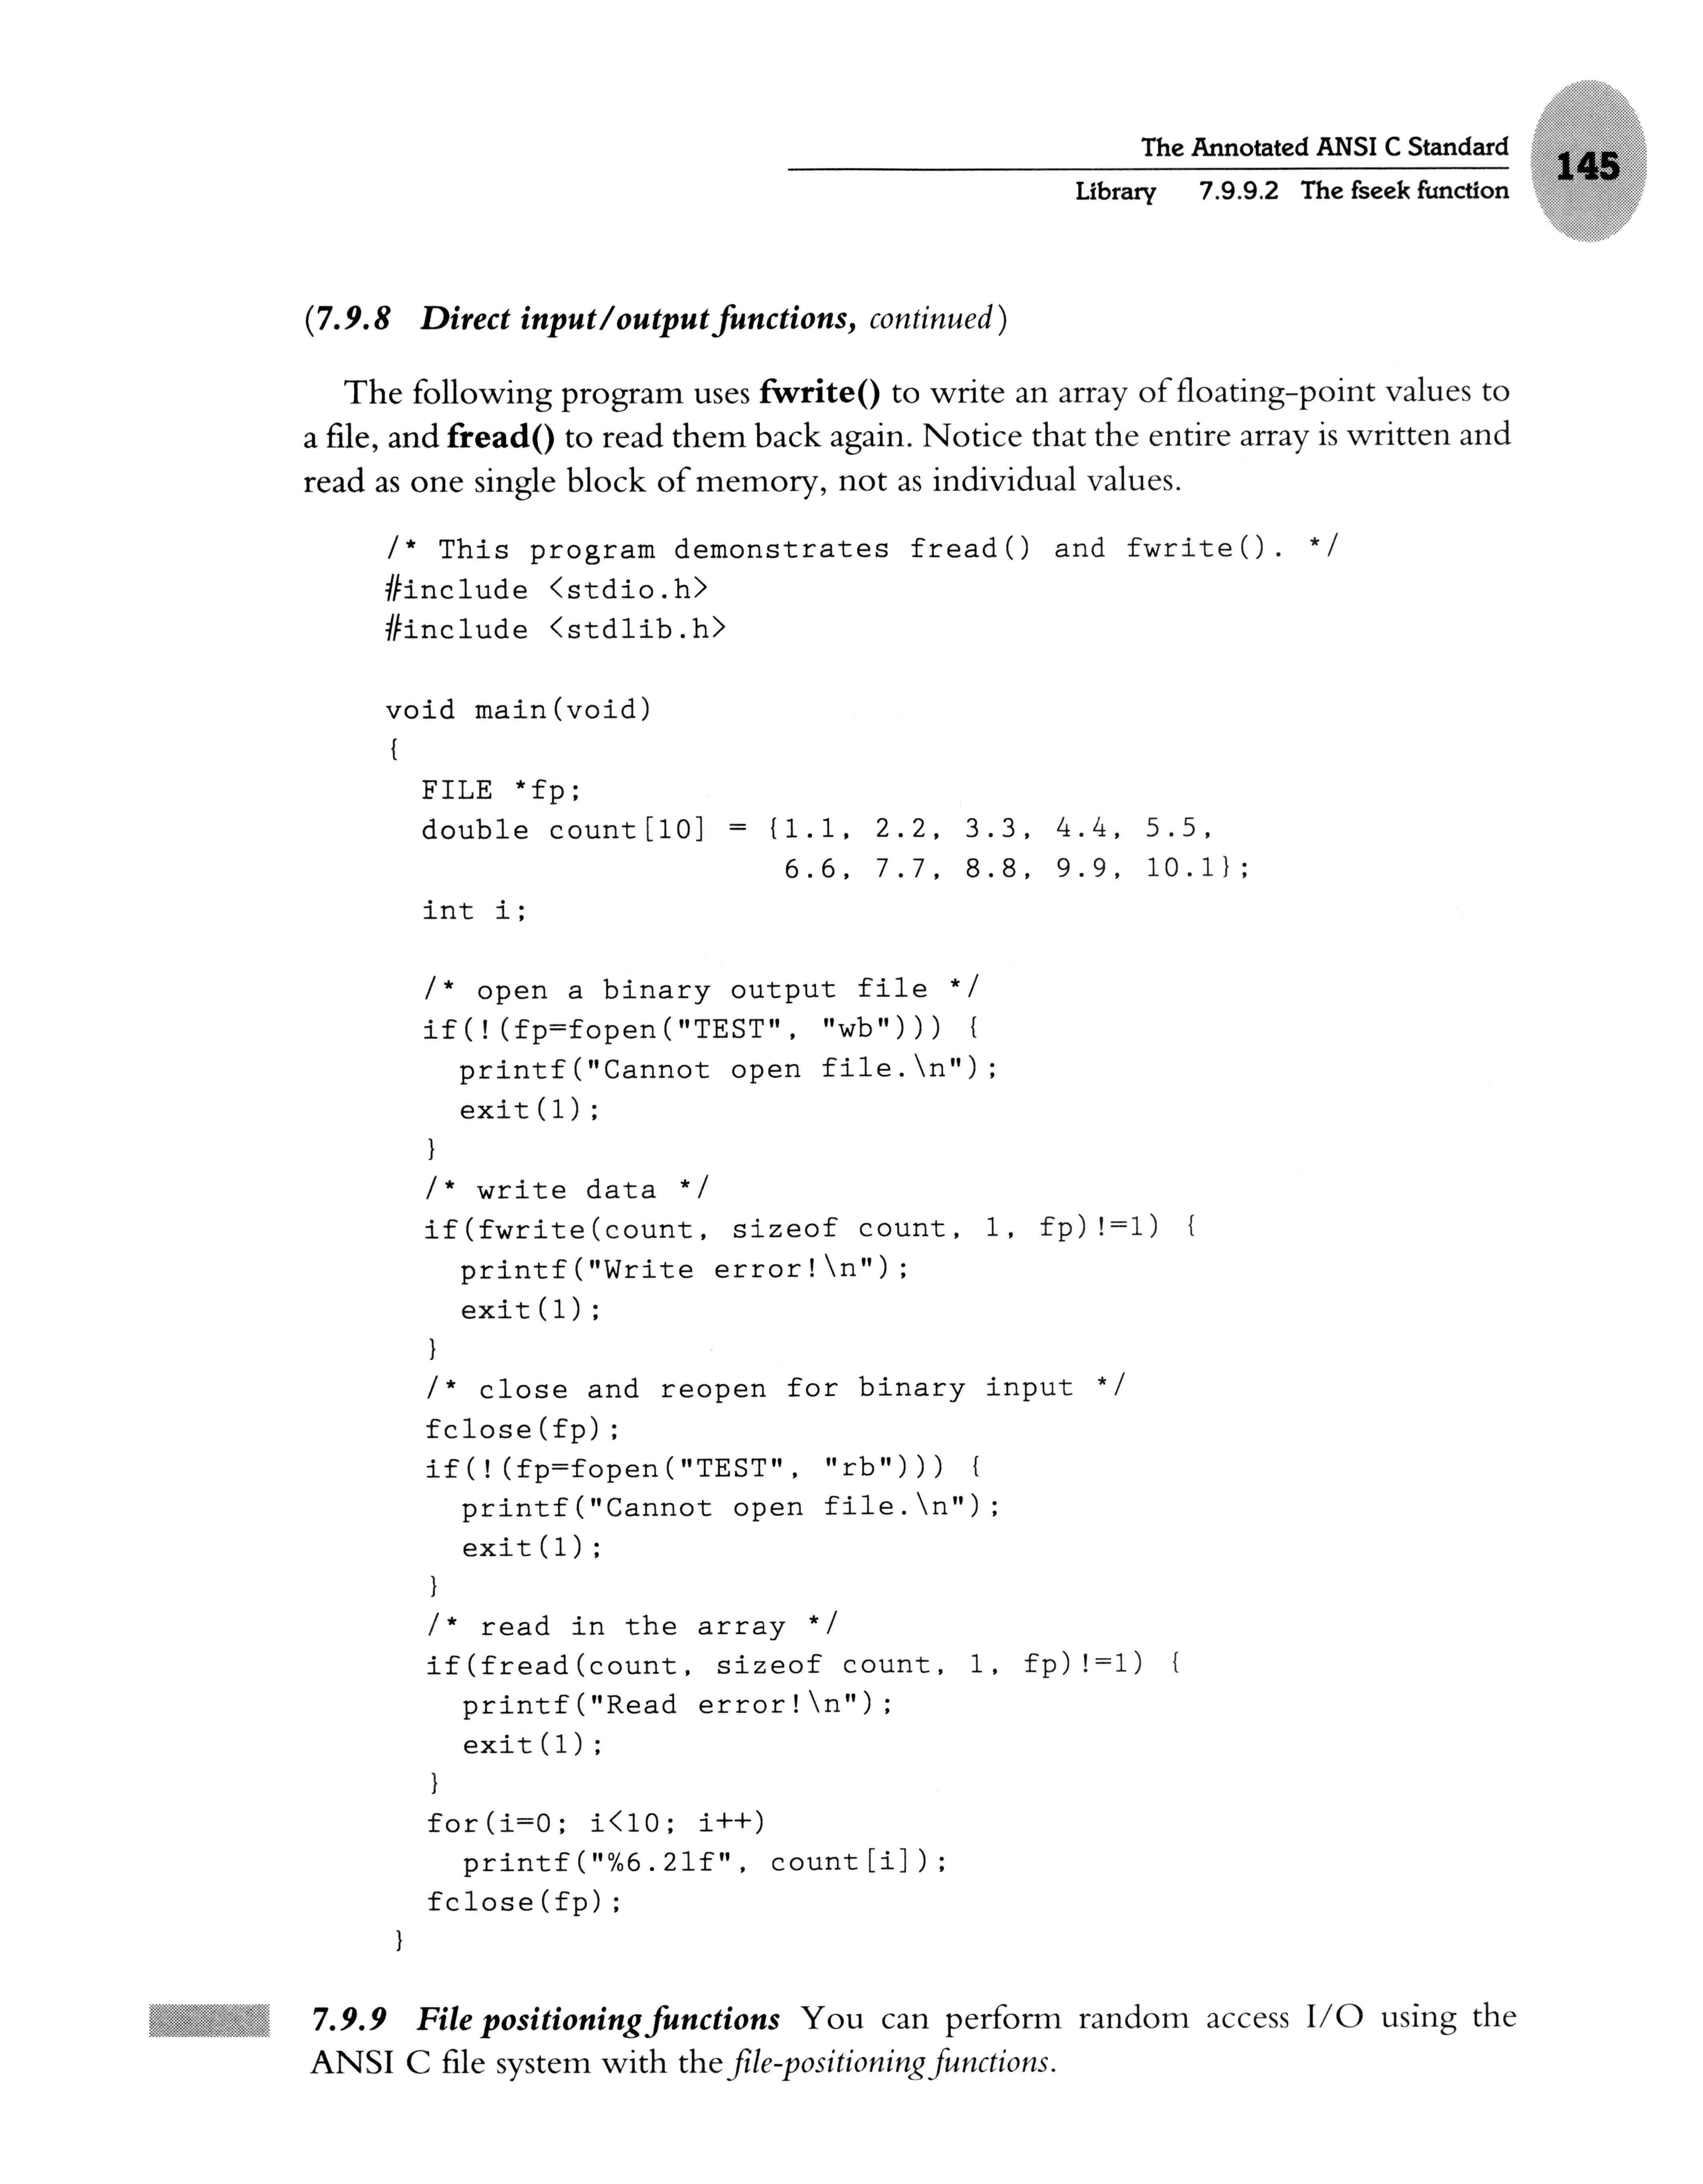 The Annotated ANSI C Standard
145
Library 7.9.9.2 The fseek function
(7.9.8 Direct input/output functions, continued)
The following program uses fwrite() to write an array of floating-point values to
a file, and fread() to read them back again. Notice that the entire array is written and
read as one single block of memory, not as individual values.
/* This program demonstrates fread() and fwrite(). */
#include <stdio.h>
#include <stdlib.h>
void main(void)
{
FILE *fp;
double count[10] = {1.1, 2.2, 3.3, 4.4, 5.5,
6.6, 7.7, 8.8, 9.9, 10.1};
int i;
/* open a binary output file */
if(!(fp=fopen("TEST", "wb"))) {
printf("Cannot open file.\n");
exit(1);
}
/* write data */
if(fwrite(count, sizeof count, 1, fp)!=1) {
printf("Write error!\n");
exit(1);
}
/* close and reopen for binary input */
fclose(fp);
if(!(fp=fopen("TEST", "rb"))) {
printf("Cannot open file.\n");
exit(1);
}
/* read in the array */
if(fread(count, sizeof count, 1, fp)!=1) {
printf("Read error!\n");
exit(1);
}
for(i=0; i<10; i++)
printf("%6.2lf", count[i]);
fclose(fp);
}
7.9.9 File positioning functions You can perform random access I/O using the
ANSI C file system with the file-positioning functions.